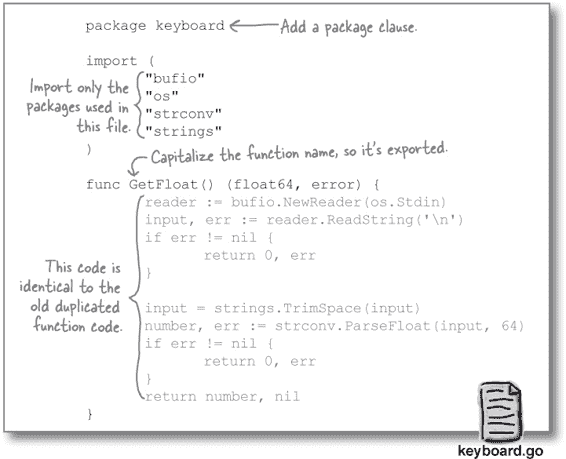 package keyboard
Add a package clause.
import (
Import only the
packages used in
this file.
"bufio"
"os"
"strconv"
"strings"
)
Capitalize the function name, so it's exported.
func GetFloat() (float64, error) {
reader := bufio.NewReader(os.Stdin)
input, err := reader.ReadString('\n')
if err != nil {
return 0, err
}
This code is
identical to the
old duplicated
function code.
input = strings.TrimSpace(input)
number, err := strconv.ParseFloat(input, 64)
if err != nil {
return 0, err
}
return number, nil
}
keyboard.go